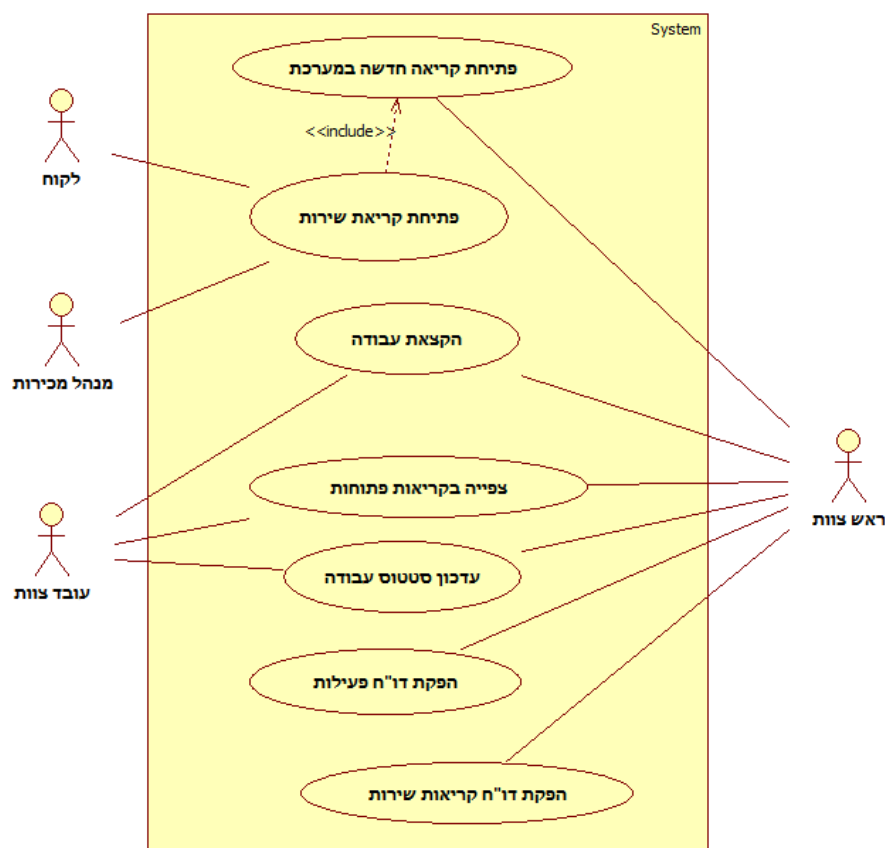 System
פתיחת קריאה חדשה במערכת
<<include>>
לקוח
פתיחת קריאת שירות
מנהל מכירות
הקצאת עבודה
ראש צוות
צפייה בקריאות פתוחות
עובד צוות
עדכון סטטוס עבודה
הפקת דו"ח פעילות
הפקת דו"ח קריאות שירות